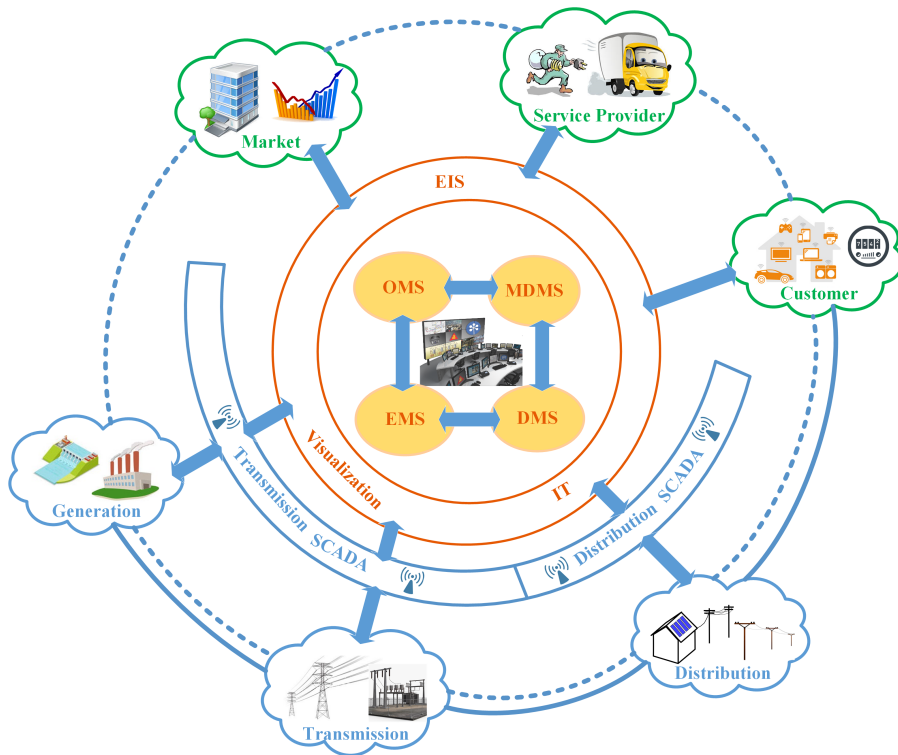 Market
Service Provider
EIS
Customer
OMS
MDMS
EMS
DMS
Visualization
IT
Transmission SCADA
Distribution SCADA
Generation
Transmission
Distribution